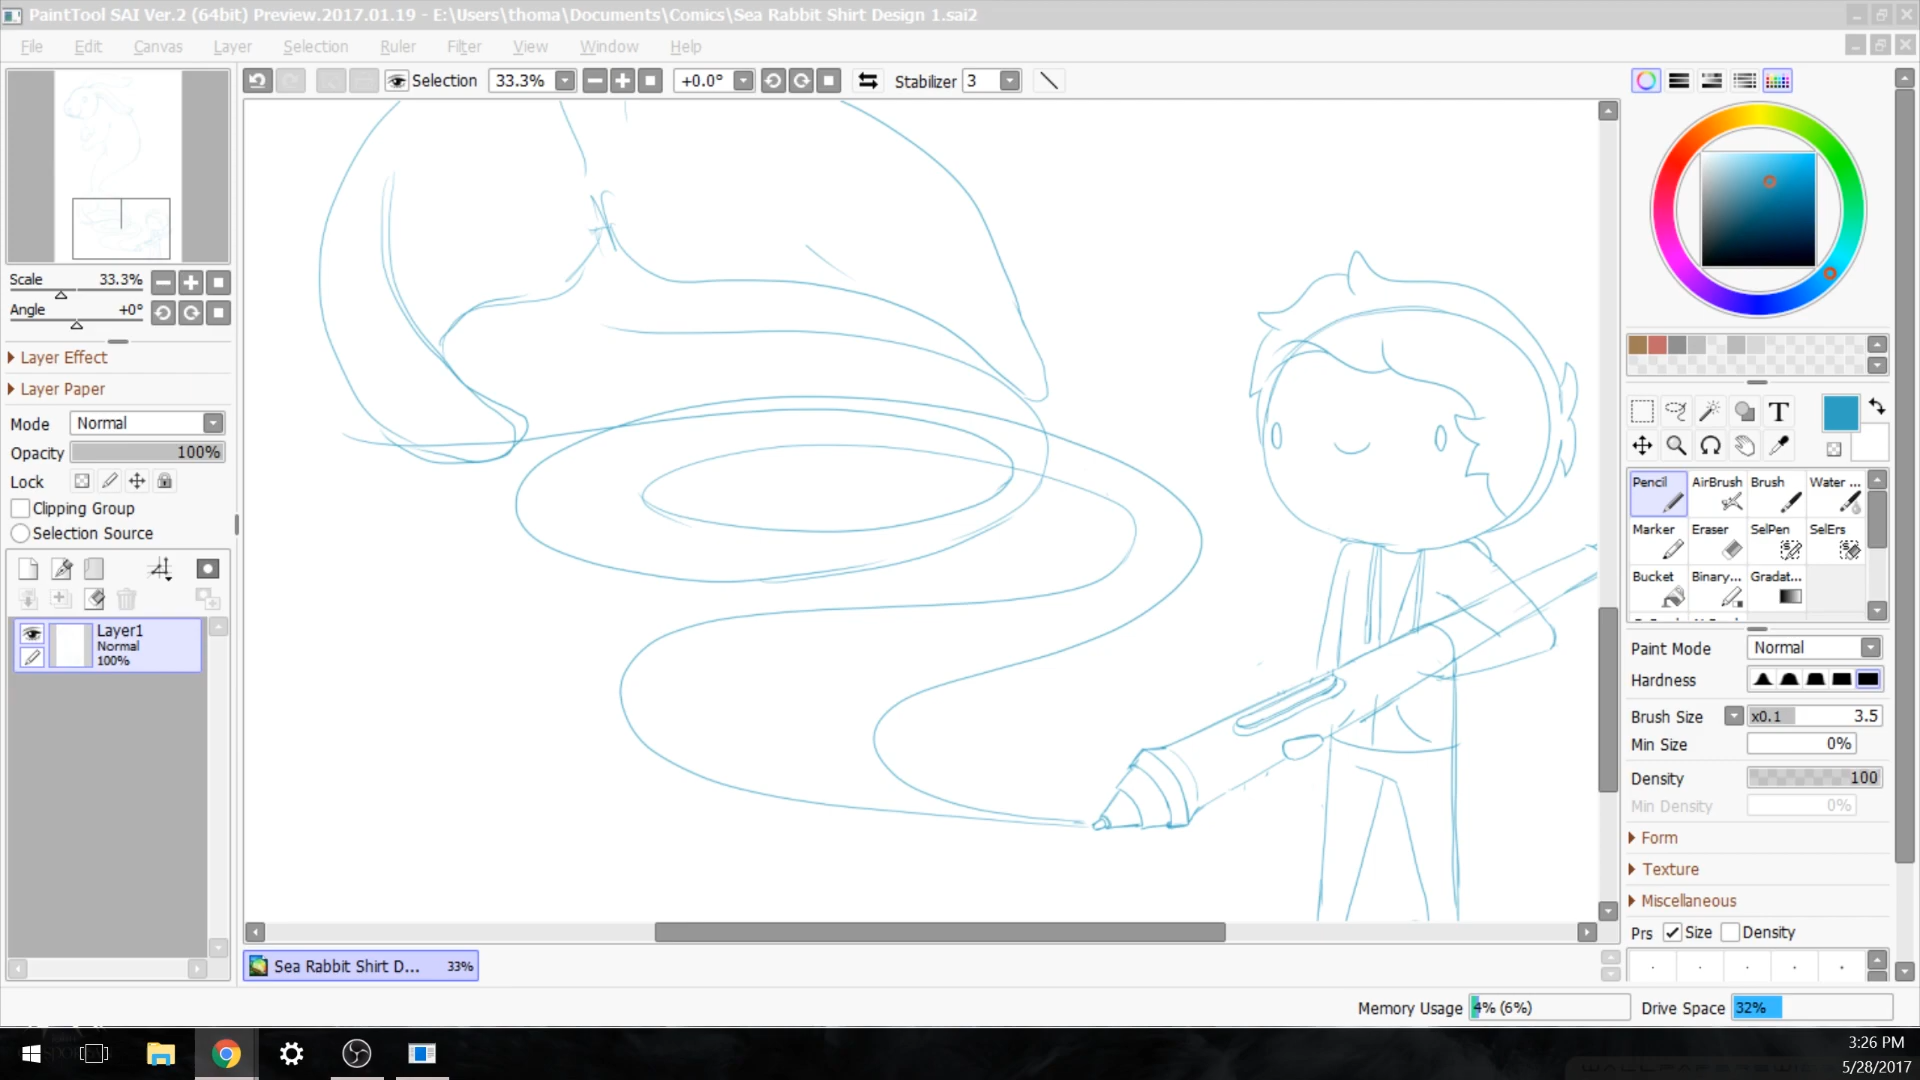 PaintTool SAI Ver.2 (64bit) Preview.2017.01.19 - E:\Users\thoma\Documents\Comics\Sea Rabbit Shirt Design 1.sai2
File Edit Canvas Layer Selection Ruler Filter View Window Help
Selection 33.3% +0.0° Stabilizer 3
Scale 33.3%
Angle +0°
Layer Effect
Layer Paper
Mode Normal
Opacity 100%
Lock
Clipping Group
Selection Source
Layer1
Normal
100%
T
Pencil AirBrush Brush Water ...
Marker Eraser SelPen SelErs
Bucket Binary... Gradat...
Paint Mode Normal
Hardness
Brush Size x0.1 3.5
Min Size 0%
Density 100
Min Density 0%
Form
Texture
Miscellaneous
Prs Size Density
Sea Rabbit Shirt D... 33%
Memory Usage 4% (6%) Drive Space 32%
3:26 PM
5/28/2017